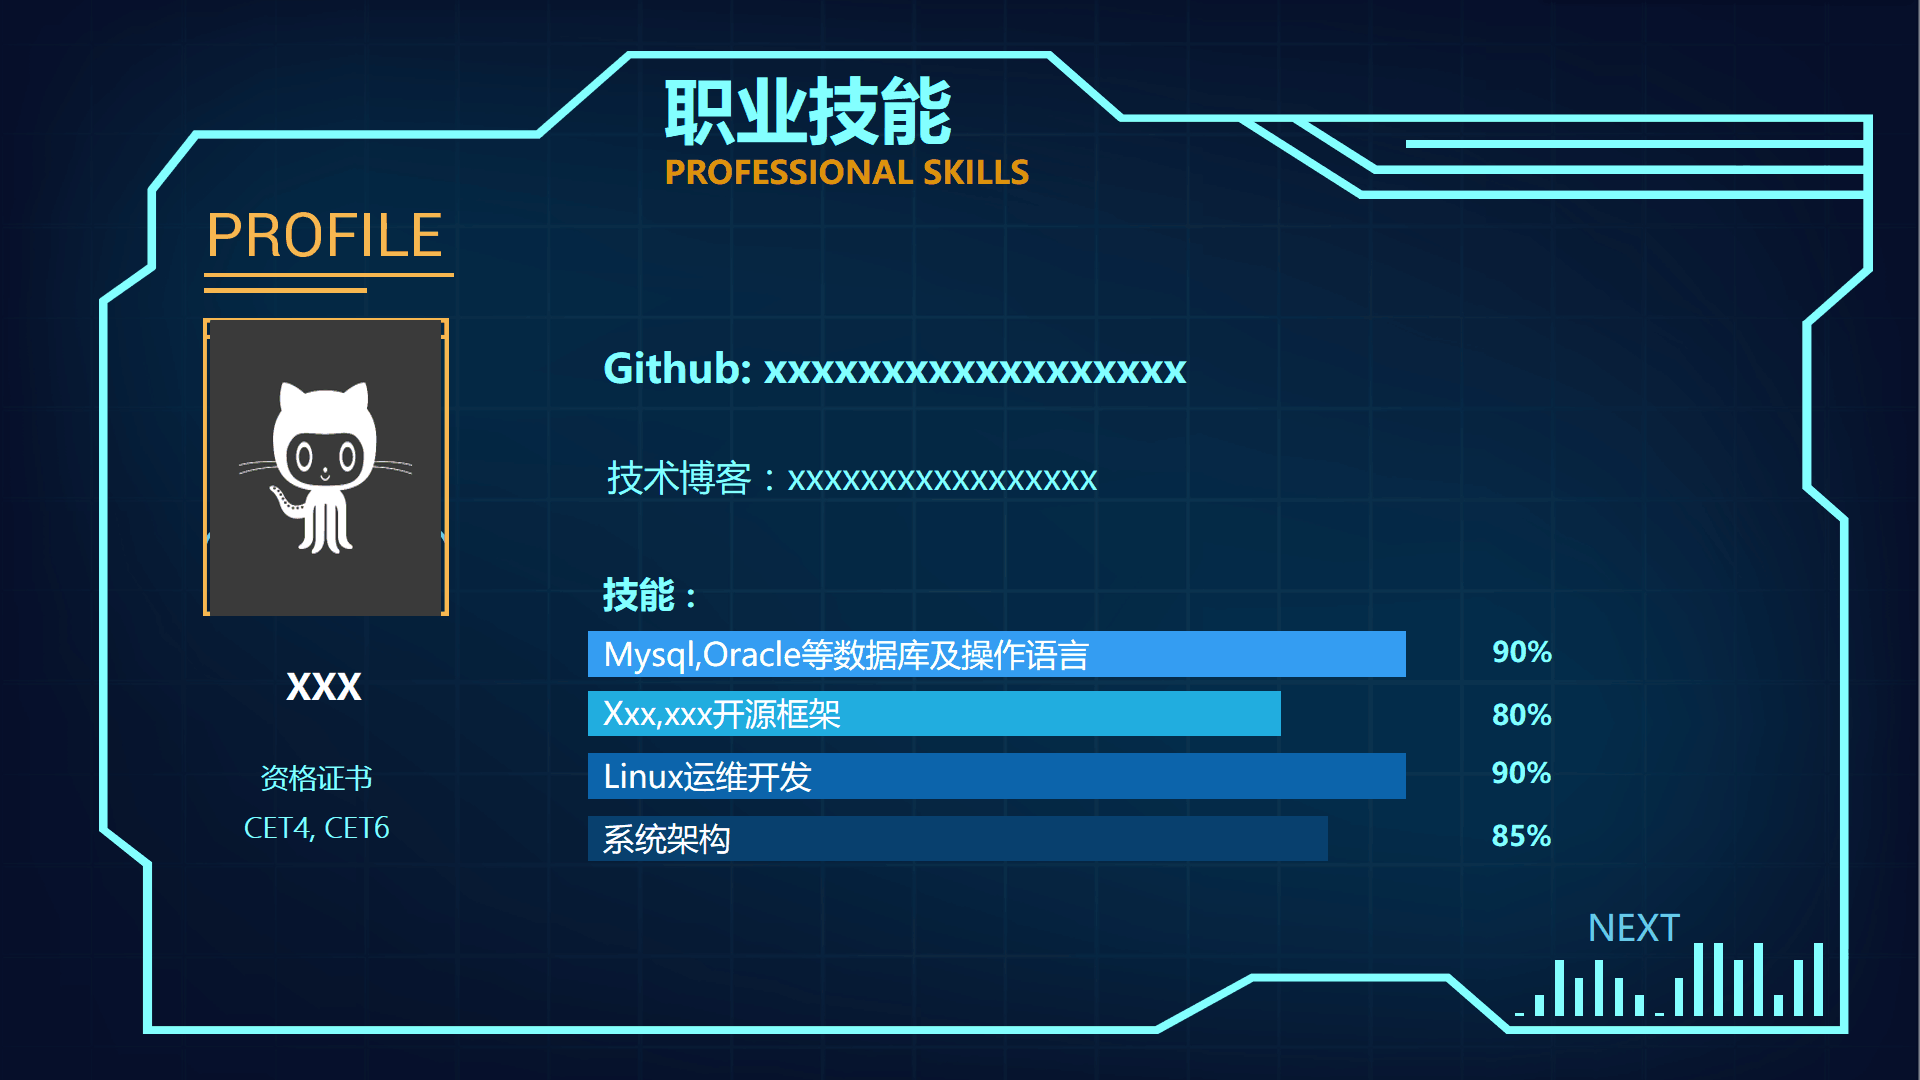 职业技能
PROFESSIONAL SKILLS
PROFILE
Github: xxxxxxxxxxxxxxxxxx
技术博客：xxxxxxxxxxxxxxxxx
技能：
Mysql,Oracle等数据库及操作语言 90%
Xxx,xxx开源框架 80%
Linux运维开发 90%
系统架构 85%
XXX
资格证书
CET4, CET6
NEXT